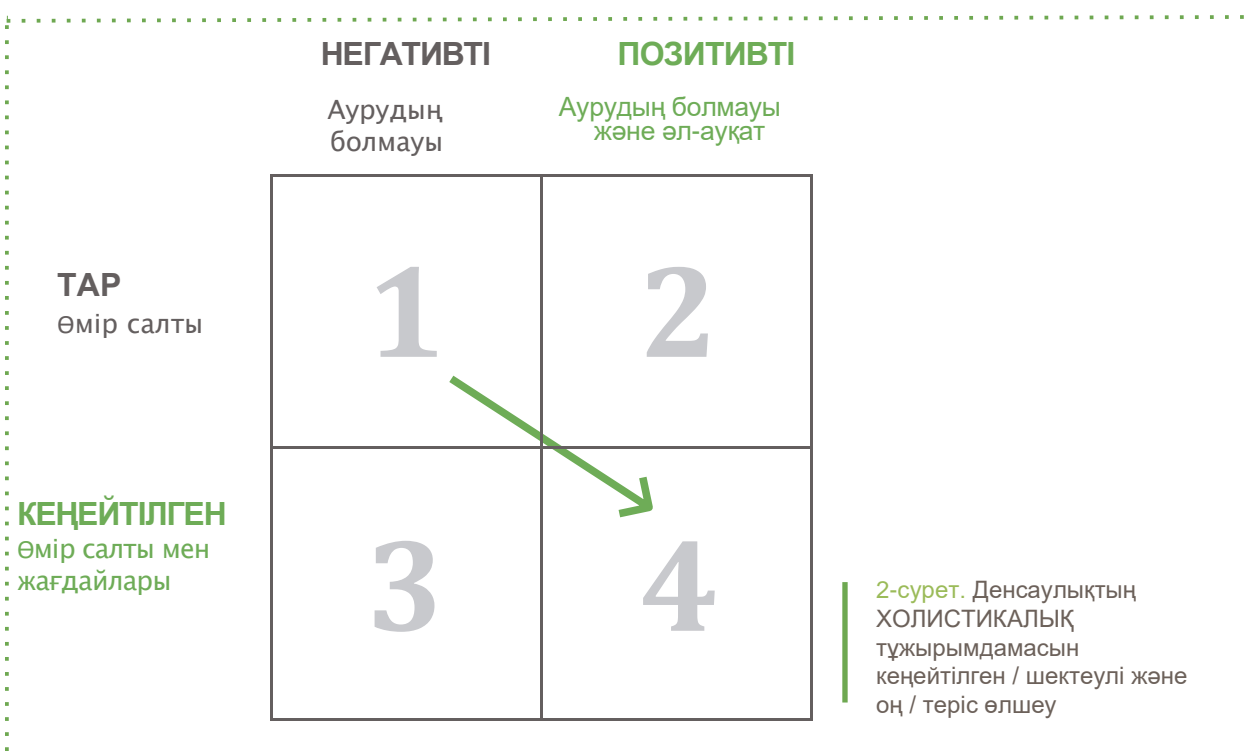 НЕГАТИВТІ ПОЗИТИВТІ
Аурудың
болмауы
Аурудың болмауы
және әл-ауқат
ТАР
Өмір салты
1 2
КЕҢЕЙТІЛГЕН
Өмір салты мен
жағдайлары
3 4
2-сурет. Денсаулықтың
ХОЛИСТИКАЛЫҚ
тұжырымдамасын
кеңейтілген / шектеулі және
оң / теріс өлшеу